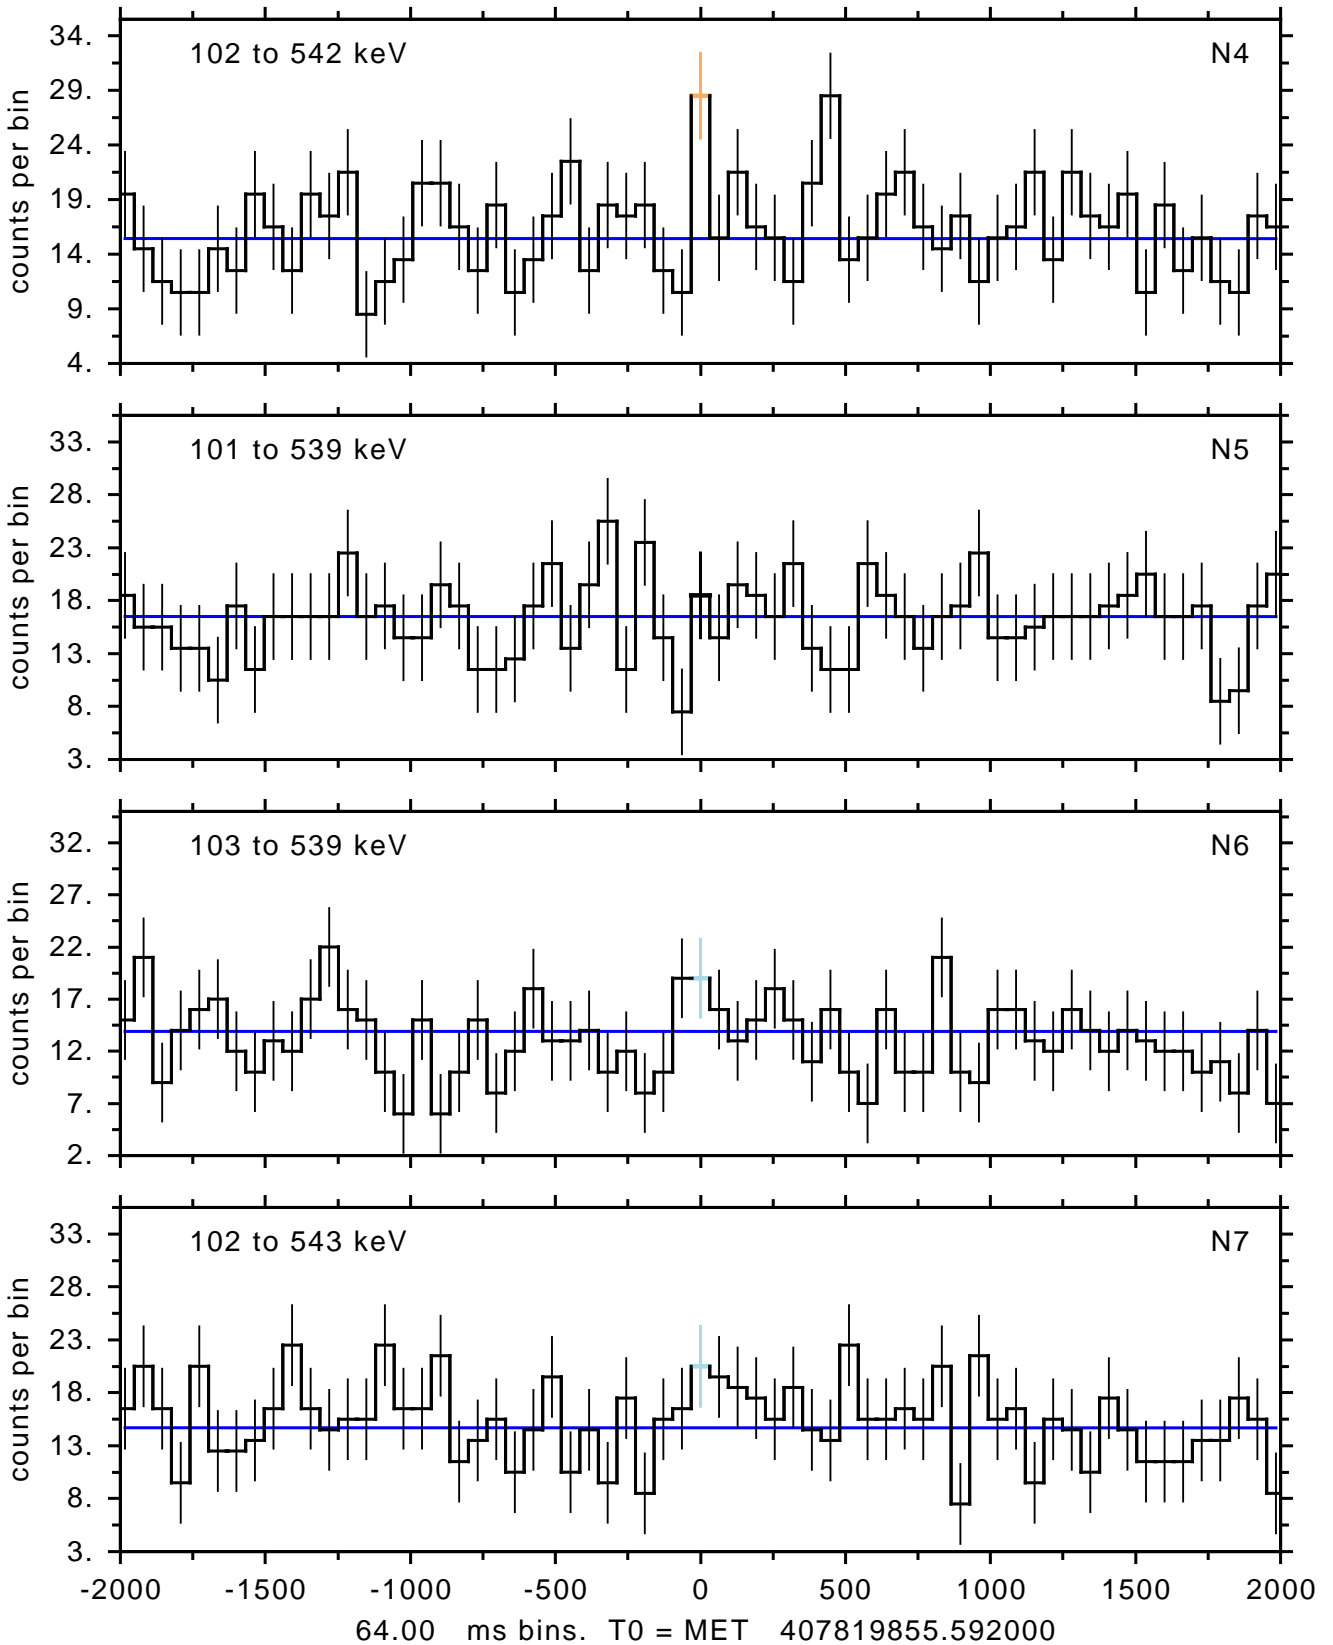 102 to 542 keV N4
34.
29.
24.
19.
14.
9.
4.
counts per bin
101 to 539 keV N5
33.
28.
23.
18.
13.
8.
3.
counts per bin
103 to 539 keV N6
32.
27.
22.
17.
12.
7.
2.
counts per bin
102 to 543 keV N7
33.
28.
23.
18.
13.
8.
3.
counts per bin
-2000 -1500 -1000 -500 0 500 1000 1500 2000
64.00 ms bins. T0 = MET 407819855.592000